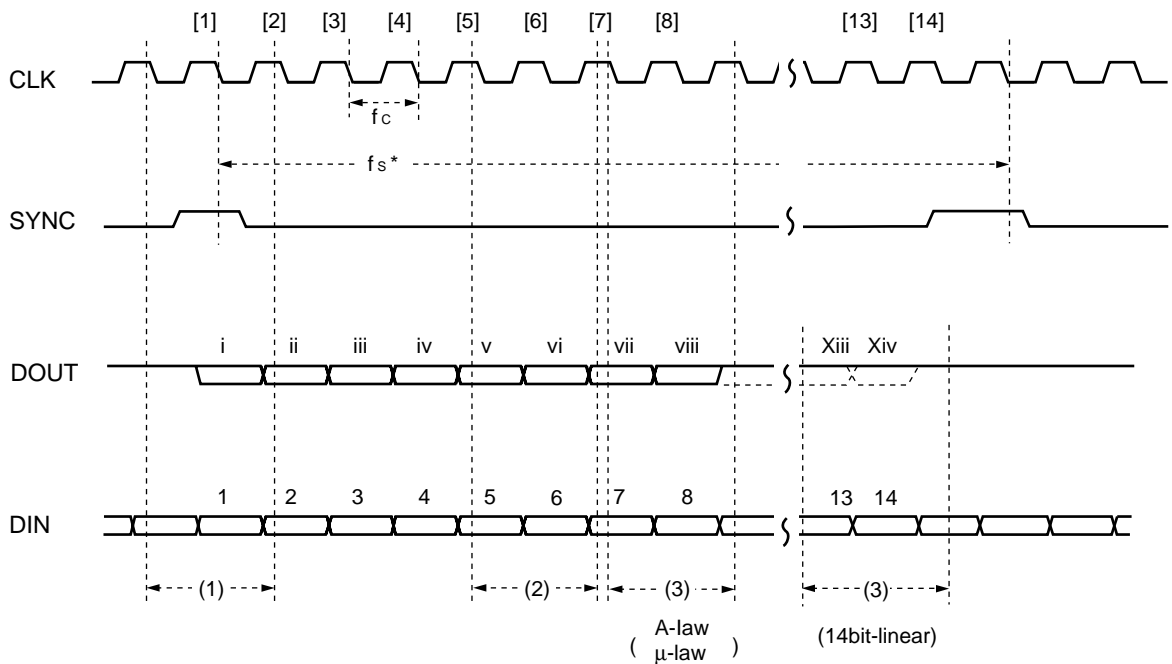 [1] [2] [3] [4] [5] [6] [7] [8] [13] [14]
CLK
fc
fs*
SYNC
i ii iii iv v vi vii viii Xiii Xiv
DOUT
1 2 3 4 5 6 7 8 13 14
DIN
(1) (2) (3) (3)
( A-law
μ-law ) (14bit-linear)